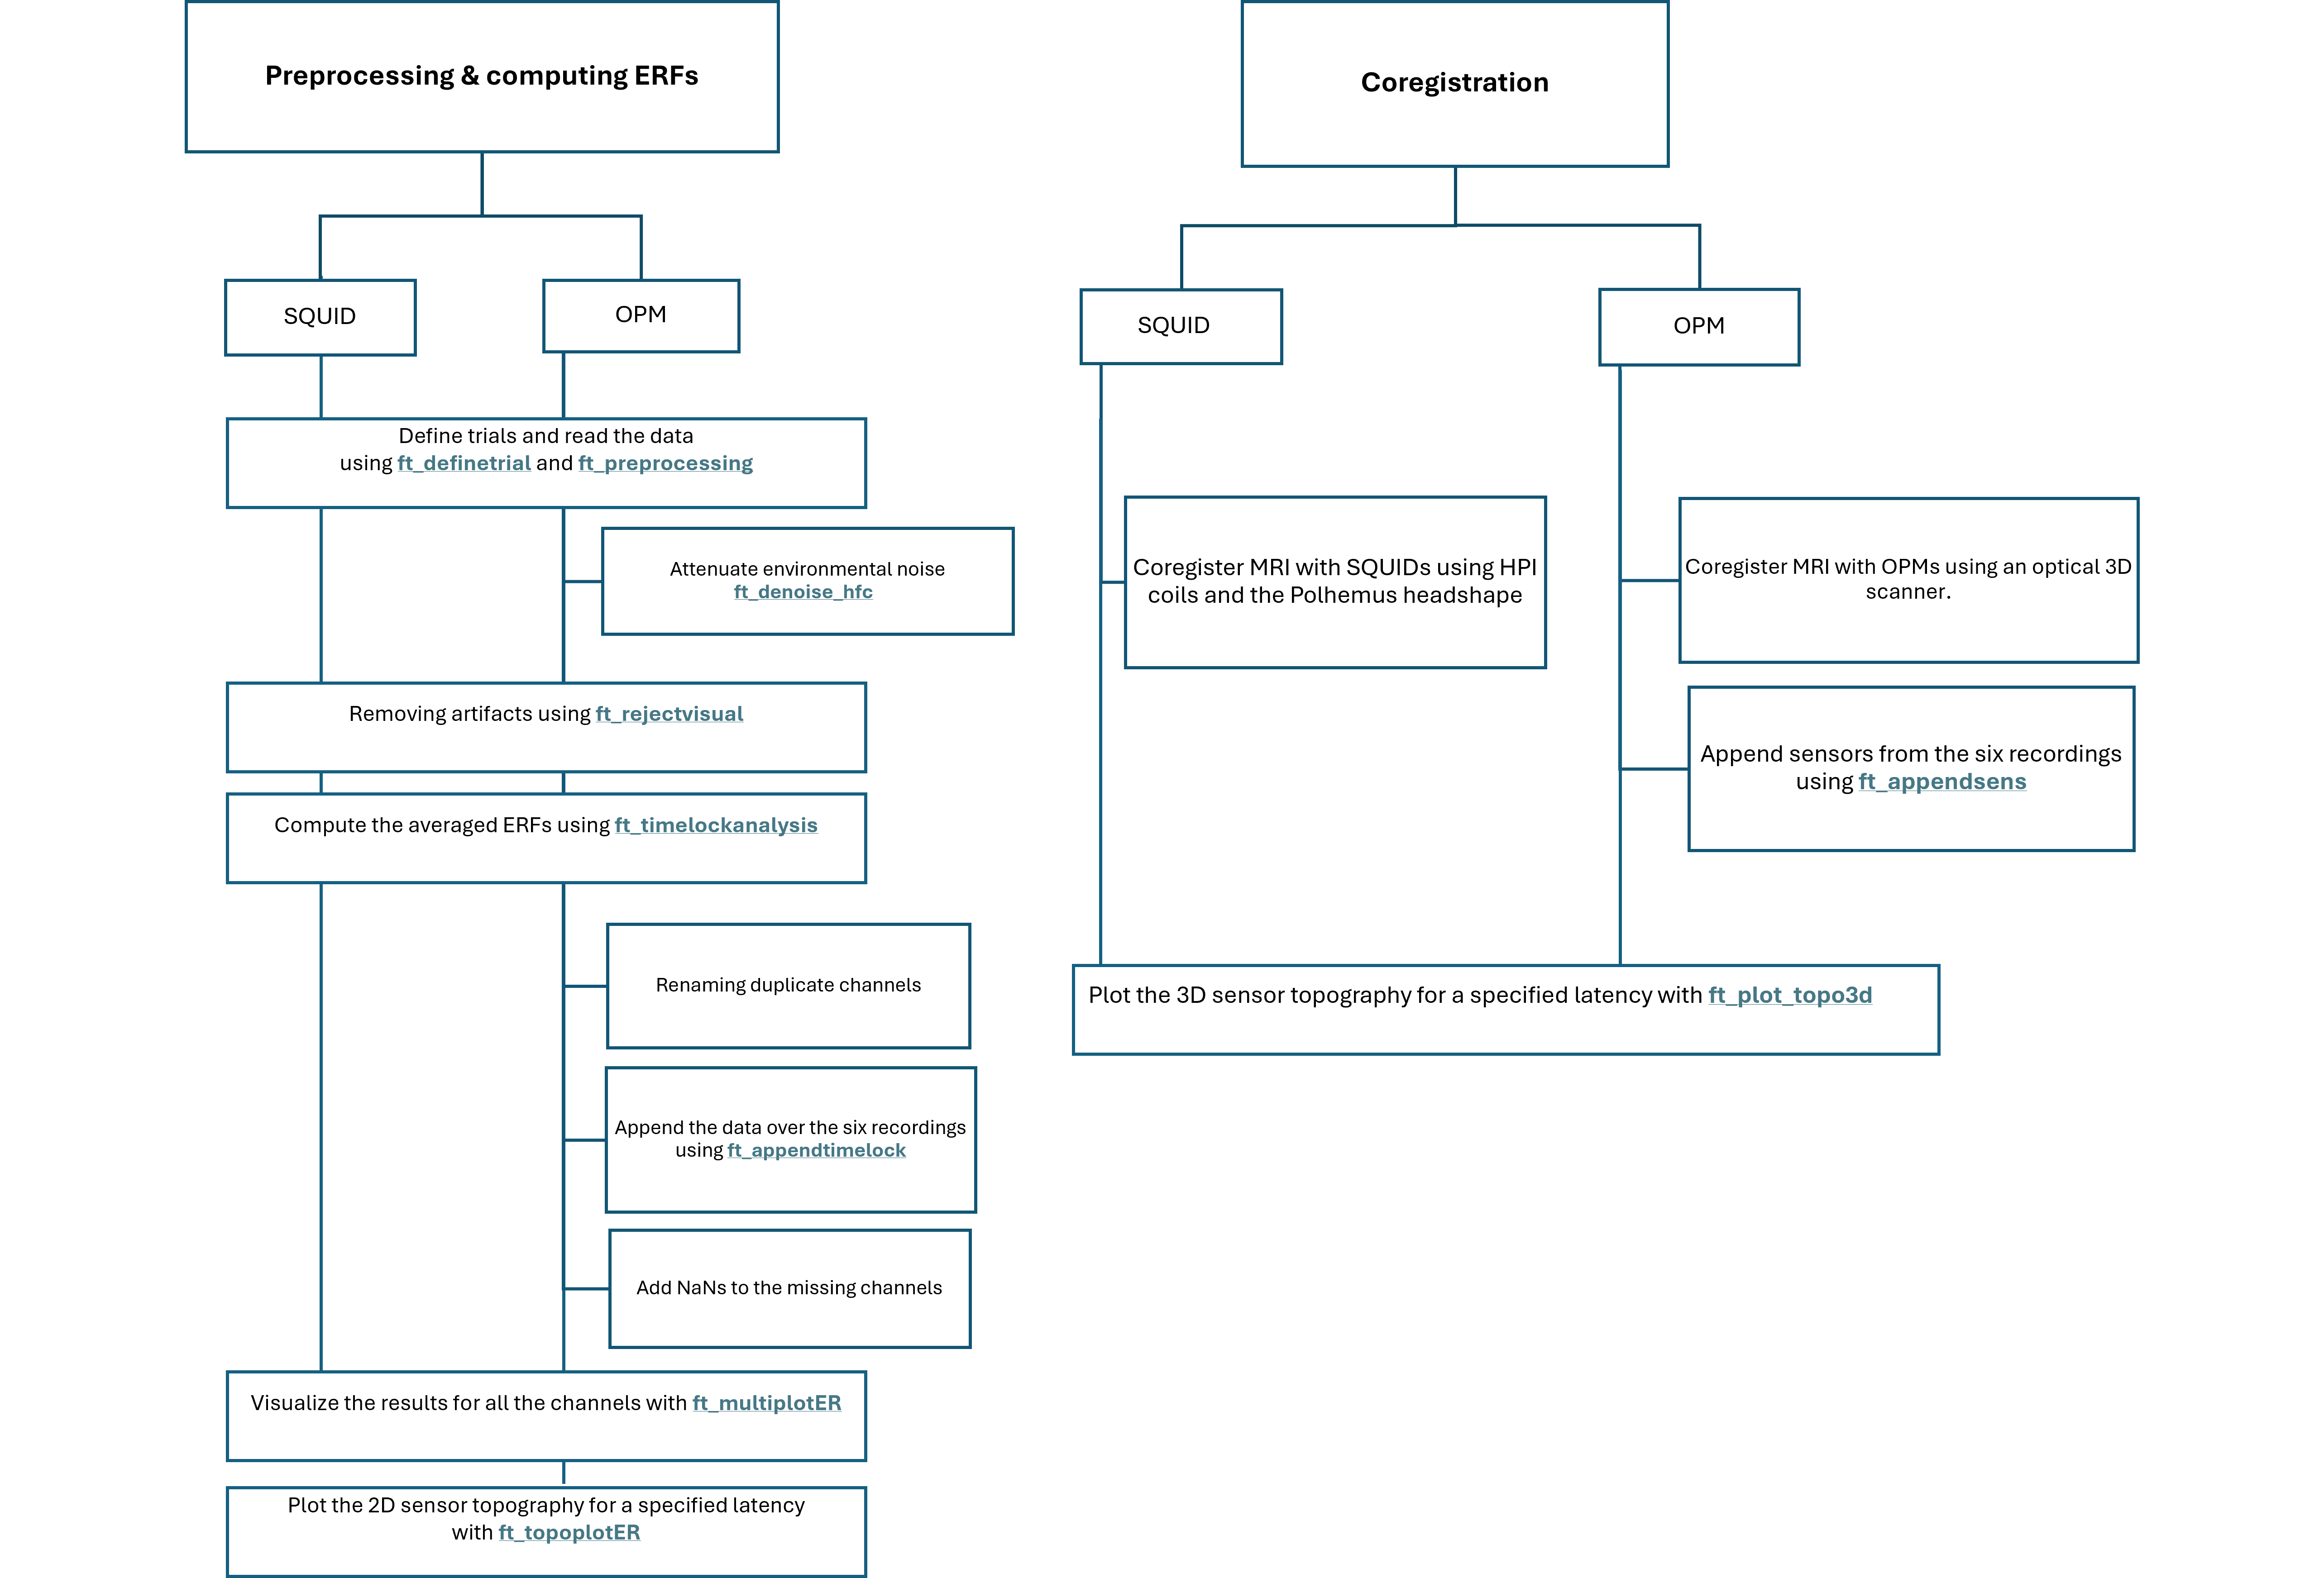 Preprocessing & computing ERFs
SQUID
OPM
Define trials and read the data
using ft_definetrial and ft_preprocessing
Attenuate environmental noise
ft_denoise_hfc
Removing artifacts using ft_rejectvisual
Compute the averaged ERFs using ft_timelockanalysis
Renaming duplicate channels
Append the data over the six recordings
using ft_appendtimelock
Add NaNs to the missing channels
Visualize the results for all the channels with ft_multiplotER
Plot the 2D sensor topography for a specified latency
with ft_topoplotER
Coregistration
SQUID
OPM
Coregister MRI with SQUIDs using HPI
coils and the Polhemus headshape
Coregister MRI with OPMs using an optical 3D
scanner.
Append sensors from the six recordings
using ft_appendsens
Plot the 3D sensor topography for a specified latency with ft_plot_topo3d